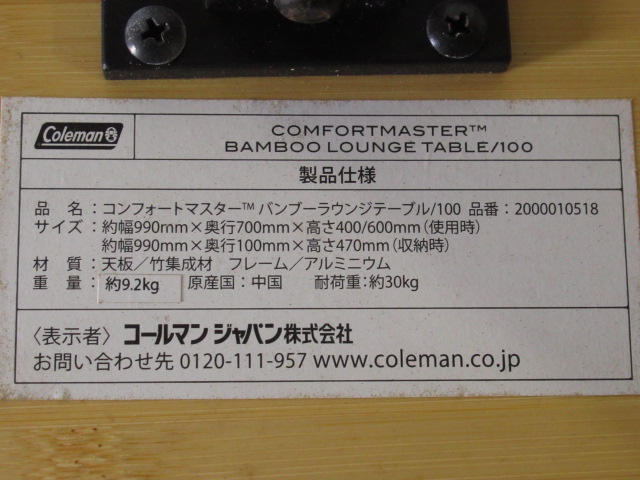 Coleman
COMFORTMASTER™
BAMBOO LOUNGE TABLE/100
製品仕様
品 名：コンフォートマスター™ バンブーラウンジテーブル/100 品番：2000010518
サイズ：約幅990mm×奥行700mm×高さ400/600mm（使用時）
約幅990mm×奥行100mm×高さ470mm（収納時）
材 質：天板／竹集成材 フレーム／アルミニウム
重 量：約9.2kg 原産国：中国 耐荷重：約30kg
〈表示者〉コールマン ジャパン株式会社
お問い合わせ先 0120-111-957 www.coleman.co.jp